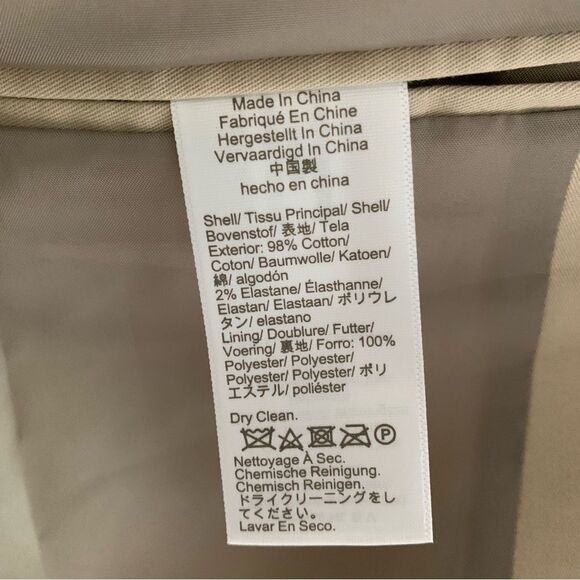 Made In China
Fabriqué En Chine
Hergestellt In China
Vervaardigd In China
中国製
hecho en china
Shell/ Tissu Principal/ Shell/
Bovenstof/ 表地/ Tela
Exterior: 98% Cotton/
Coton/ Baumwolle/ Katoen/
綿/ algodón
2% Elastane/ Élasthanne/
Elastan/ Elastaan/ ポリウレ
タン/ elastano
Lining/ Doublure/ Futter/
Voering/ 裏地/ Forro: 100%
Polyester/ Polyester/
Polyester/ Polyester/ ポリ
エステル/ poliéster
Dry Clean.
P
Nettoyage À Sec.
Chemische Reinigung.
Chemisch Reinigen.
ドライクリーニングをし
てください.
Lavar En Seco.